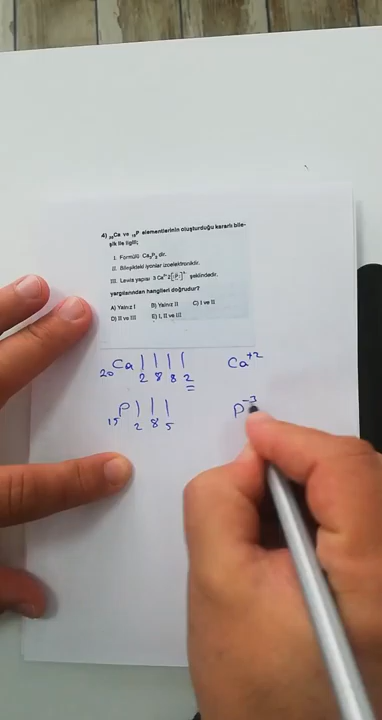 4) ₂₀Ca ve ₁₅P elementlerinin oluşturduğu kararlı bile-
şik ile ilgili;
I. Formülü Ca₃P₂ dir.
II. Bileşikteki iyonlar izoelektroniktir.
III. Lewis yapısı 3 Ca²⁺ 2[:P:]³⁻ şeklindedir.
yargılarından hangileri doğrudur?
A) Yalnız I B) Yalnız II C) I ve II
D) II ve III E) I, II ve III
₂₀Ca ) ) ) ) Ca⁺²
2 8 8 2
₁₅P ) ) ) P⁻³
2 8 5